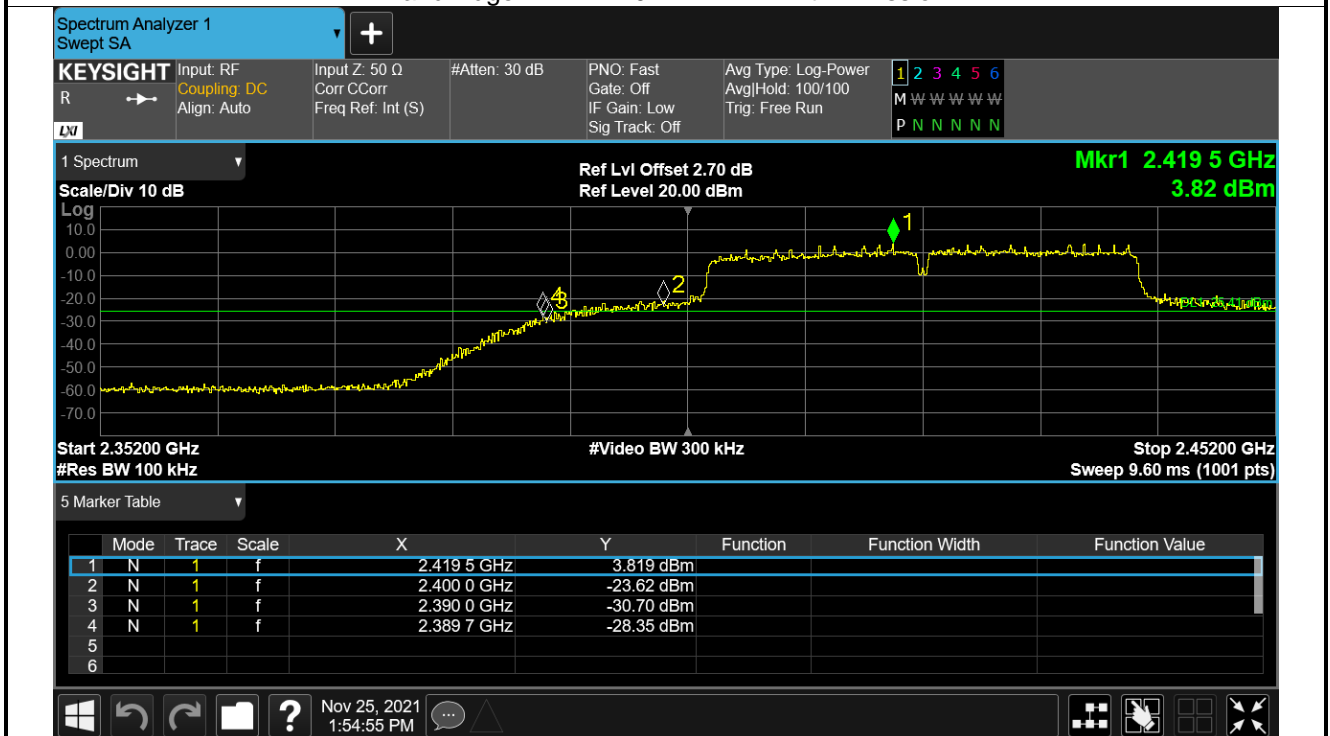 Spectrum Analyzer 1
Swept SA
+
KEYSIGHT Input: RF Input Z: 50 Ω #Atten: 30 dB PNO: Fast Avg Type: Log-Power 1 2 3 4 5 6
R Coupling: DC Corr CCorr Gate: Off Avg|Hold: 100/100 M W W W W W
Align: Auto Freq Ref: Int (S) IF Gain: Low Trig: Free Run
LXI Sig Track: Off P N N N N N N
1 Spectrum Ref Lvl Offset 2.70 dB Mkr1 2.419 5 GHz
Scale/Div 10 dB Ref Level 20.00 dBm 3.82 dBm
Log
10.0
0.00
-10.0
-20.0
-30.0
-40.0
-50.0
-60.0
-70.0
1
2
4
3
Start 2.35200 GHz #Video BW 300 kHz Stop 2.45200 GHz
#Res BW 100 kHz Sweep 9.60 ms (1001 pts)
5 Marker Table
Mode Trace Scale X Y Function Function Width Function Value
1 N 1 f 2.419 5 GHz 3.819 dBm
2 N 1 f 2.400 0 GHz -23.62 dBm
3 N 1 f 2.390 0 GHz -30.70 dBm
4 N 1 f 2.389 7 GHz -28.35 dBm
5
6
? Nov 25, 2021
1:54:55 PM